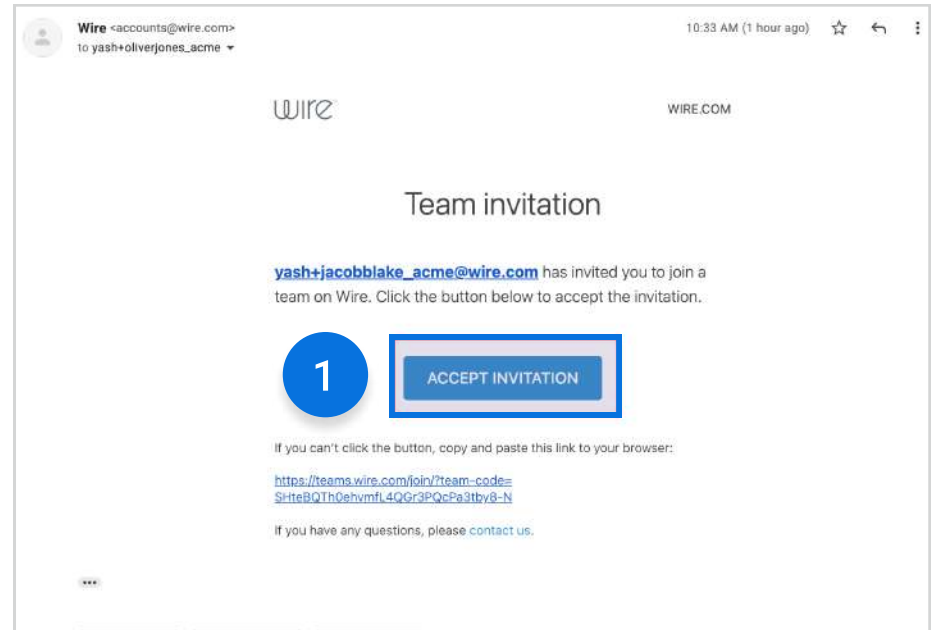 Wire <accounts@wire.com>
10:33 AM (1 hour ago)
to yash+oliverjones_acme
wire
WIRE.COM
Team invitation
yash+jacobblake_acme@wire.com has invited you to join a
team on Wire. Click the button below to accept the invitation.
1
ACCEPT INVITATION
If you can't click the button, copy and paste this link to your browser:
https://teams.wire.com/join/?team-code=
SHteBQTh0ehvmfL4QGr3PQcPa3tby8-N
If you have any questions, please contact us.